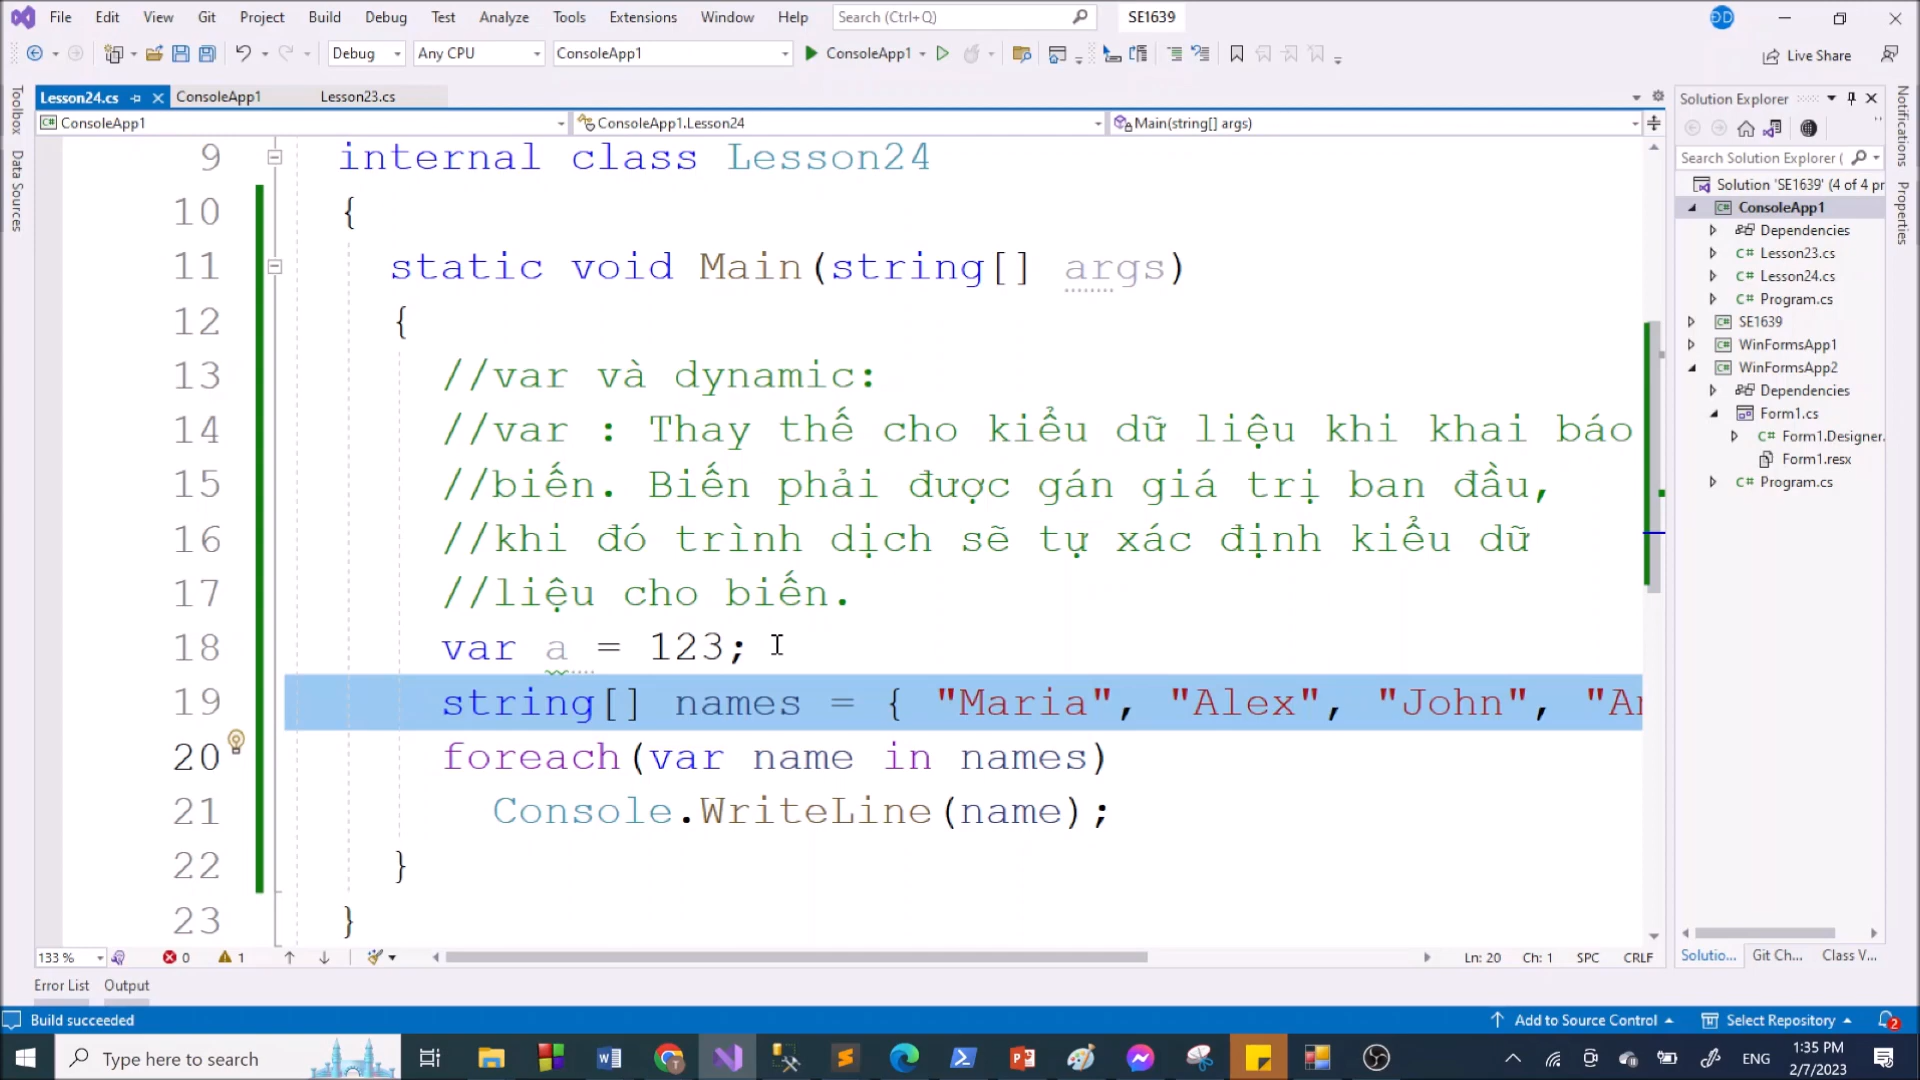 File Edit View Git Project Build Debug Test Analyze Tools Extensions Window Help Search (Ctrl+Q) SE1639 ĐD
Debug Any CPU ConsoleApp1 ConsoleApp1 Live Share
Lesson24.cs ConsoleApp1 Lesson23.cs
ConsoleApp1 ConsoleApp1.Lesson24 Main(string[] args)
Toolbox
Data Sources
9 internal class Lesson24
10 {
11 static void Main(string[] args)
12 {
13 //var và dynamic:
14 //var : Thay thế cho kiểu dữ liệu khi khai báo
15 //biến. Biến phải được gán giá trị ban đầu,
16 //khi đó trình dịch sẽ tự xác định kiểu dữ
17 //liệu cho biến.
18 var a = 123;
19 string[] names = { "Maria", "Alex", "John", "An
20 foreach(var name in names)
21 Console.WriteLine(name);
22 }
23 }
133 % 0 1 Ln: 20 Ch: 1 SPC CRLF
Error List Output
Solution Explorer
Search Solution Explorer (
Solution 'SE1639' (4 of 4 pr
ConsoleApp1
Dependencies
C# Lesson23.cs
C# Lesson24.cs
C# Program.cs
SE1639
WinFormsApp1
WinFormsApp2
Dependencies
Form1.cs
C# Form1.Designer.
Form1.resx
C# Program.cs
Solutio... Git Ch... Class V...
Notifications
Properties
Build succeeded Add to Source Control Select Repository 2
Type here to search ENG 1:35 PM
2/7/2023